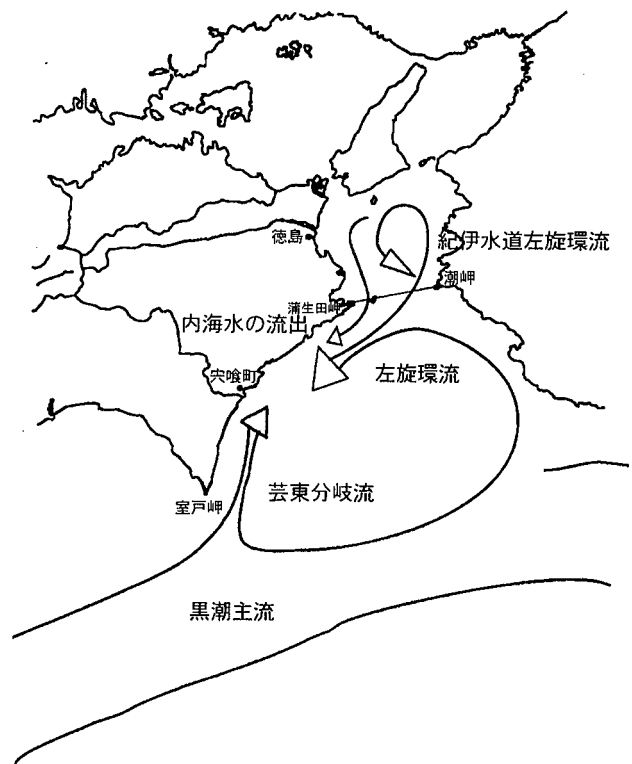 徳島
紀伊水道左旋環流
潮岬
蒲生田岬
内海水の流出
宍喰町
左旋環流
芸東分岐流
室戸岬
黒潮主流